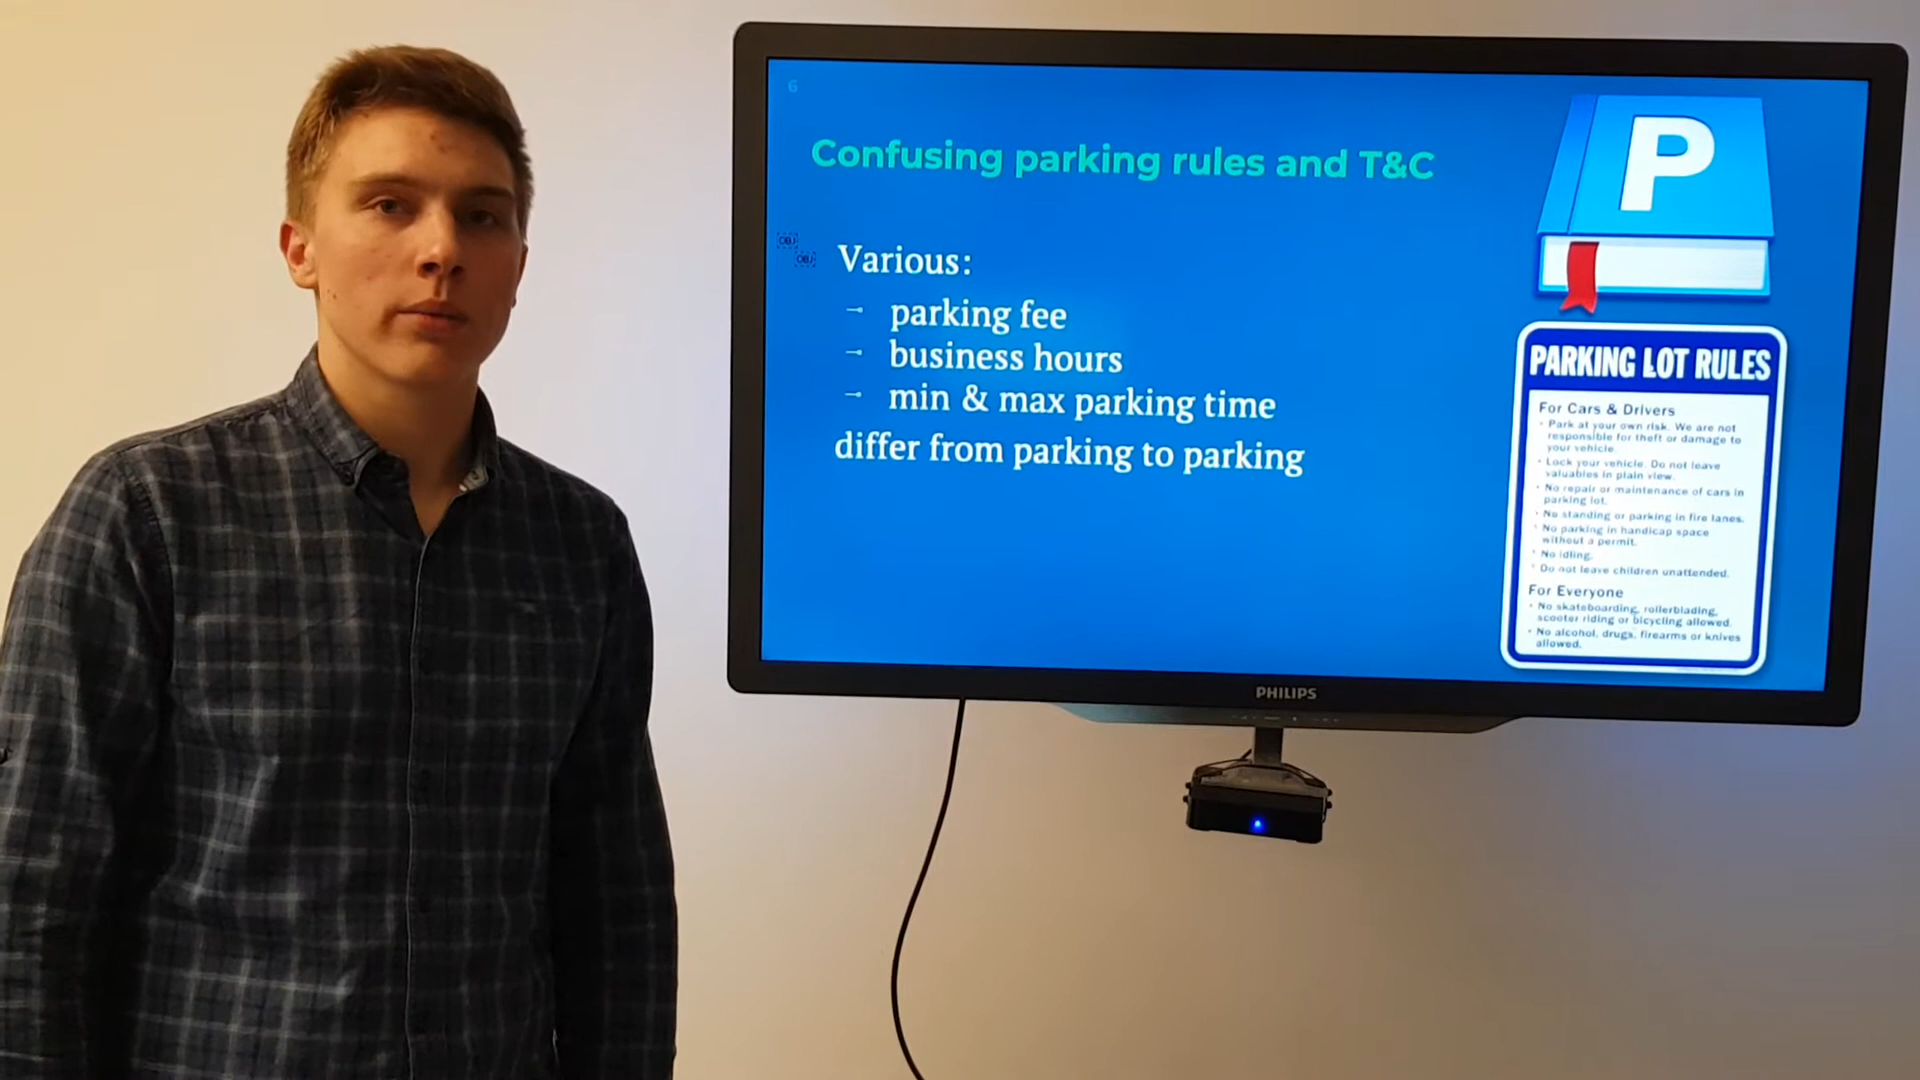 6
Confusing parking rules and T&C
OBJ
OBJ
Various:
→ parking fee
→ business hours
→ min & max parking time
differ from parking to parking
P
PARKING LOT RULES
For Cars & Drivers
• Park at your own risk. We are not
responsible for theft or damage to
your vehicle.
• Lock your vehicle. Do not leave
valuables in plain view.
• No repair or maintenance of cars in
parking lot.
• No standing or parking in fire lanes.
• No parking in handicap space
without a permit.
• No idling.
• Do not leave children unattended.
For Everyone
• No skateboarding, rollerblading,
scooter riding or bicycling allowed.
• No alcohol, drugs, firearms or knives
allowed.
PHILIPS